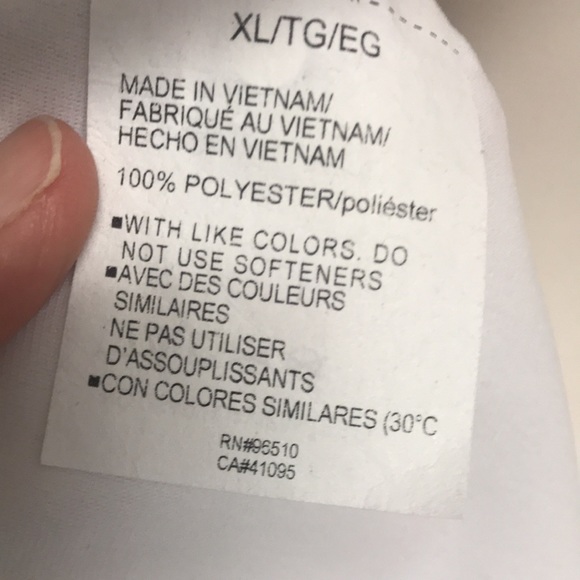 XL/TG/EG
MADE IN VIETNAM/
FABRIQUÉ AU VIETNAM/
HECHO EN VIETNAM
100% POLYESTER/poliéster
▪WITH LIKE COLORS. DO
NOT USE SOFTENERS
▪AVEC DES COULEURS
SIMILAIRES
NE PAS UTILISER
D'ASSOUPLISSANTS
▪CON COLORES SIMILARES (30°C
RN#96510
CA#41095